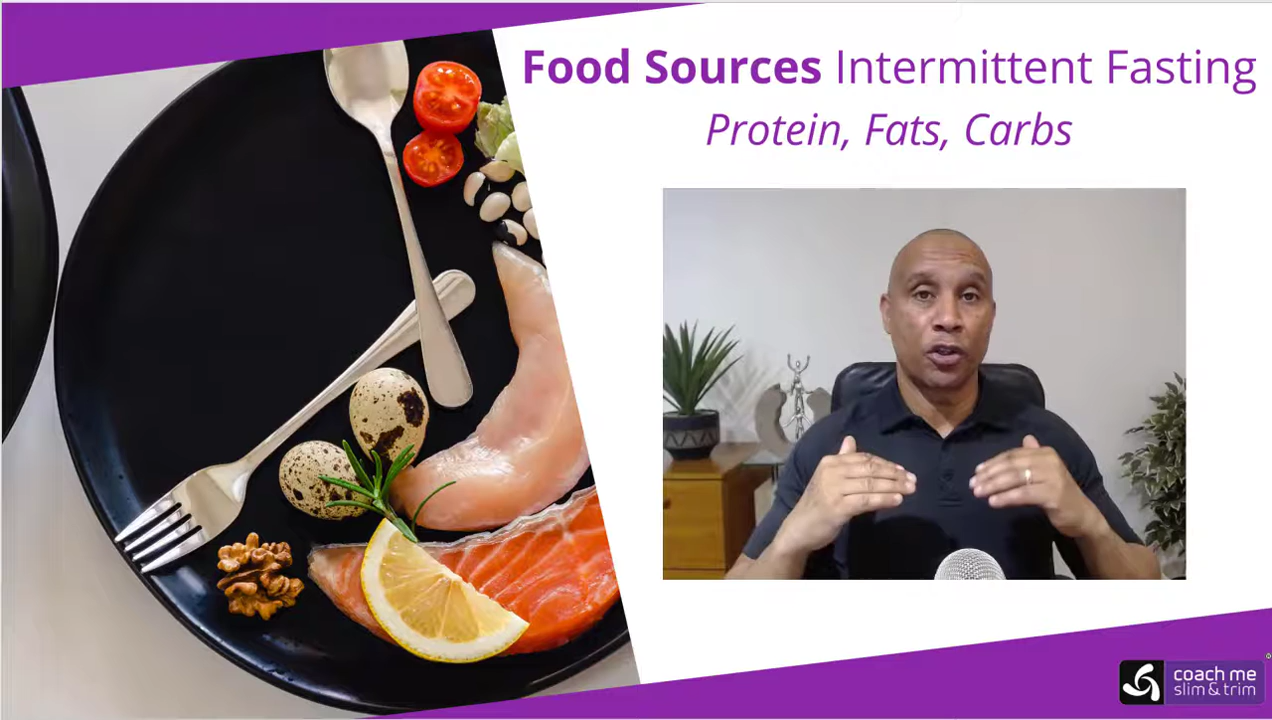 Food Sources Intermittent Fasting
Protein, Fats, Carbs
coach me
slim & trim